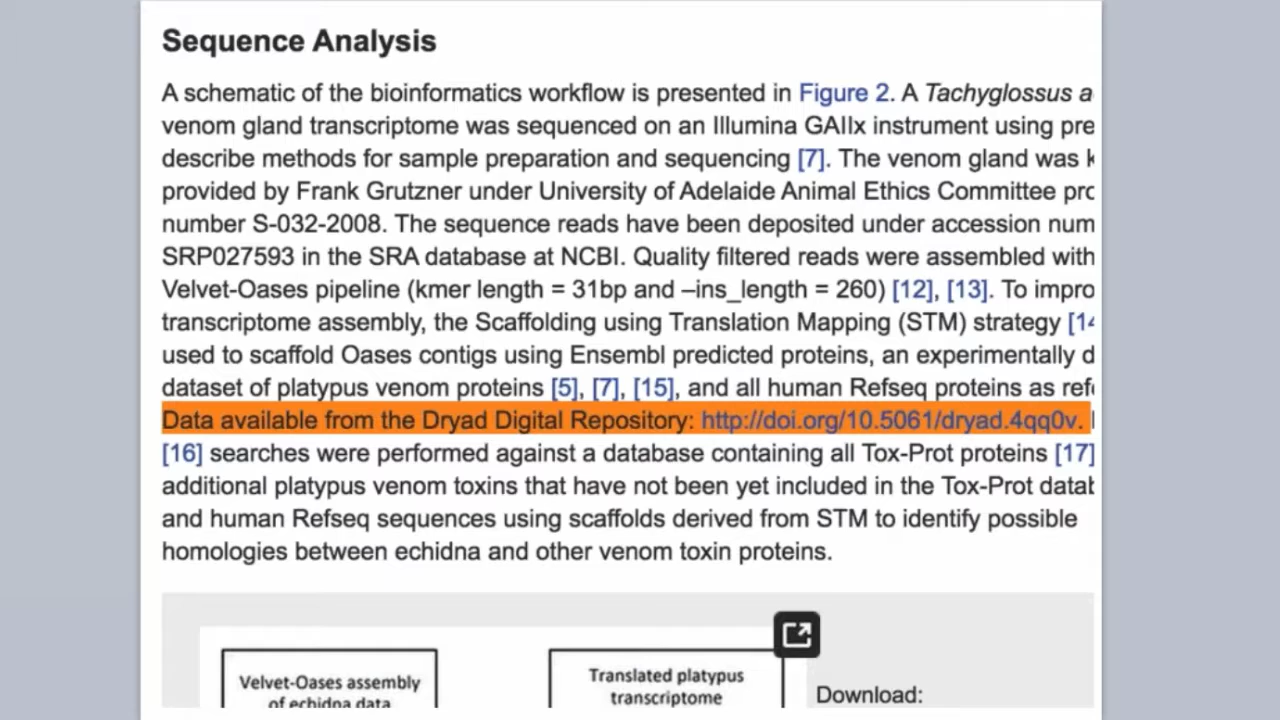 Sequence Analysis
A schematic of the bioinformatics workflow is presented in Figure 2. A Tachyglossus a
venom gland transcriptome was sequenced on an Illumina GAIIx instrument using pre
describe methods for sample preparation and sequencing [7]. The venom gland was k
provided by Frank Grutzner under University of Adelaide Animal Ethics Committee pro
number S-032-2008. The sequence reads have been deposited under accession num
SRP027593 in the SRA database at NCBI. Quality filtered reads were assembled with
Velvet-Oases pipeline (kmer length = 31bp and –ins_length = 260) [12], [13]. To impro
transcriptome assembly, the Scaffolding using Translation Mapping (STM) strategy [14
used to scaffold Oases contigs using Ensembl predicted proteins, an experimentally d
dataset of platypus venom proteins [5], [7], [15], and all human Refseq proteins as refe
Data available from the Dryad Digital Repository: http://doi.org/10.5061/dryad.4qq0v.
[16] searches were performed against a database containing all Tox-Prot proteins [17]
additional platypus venom toxins that have not been yet included in the Tox-Prot datab
and human Refseq sequences using scaffolds derived from STM to identify possible
homologies between echidna and other venom toxin proteins.
Velvet-Oases assembly
of echidna data
Translated platypus
transcriptome
Download: